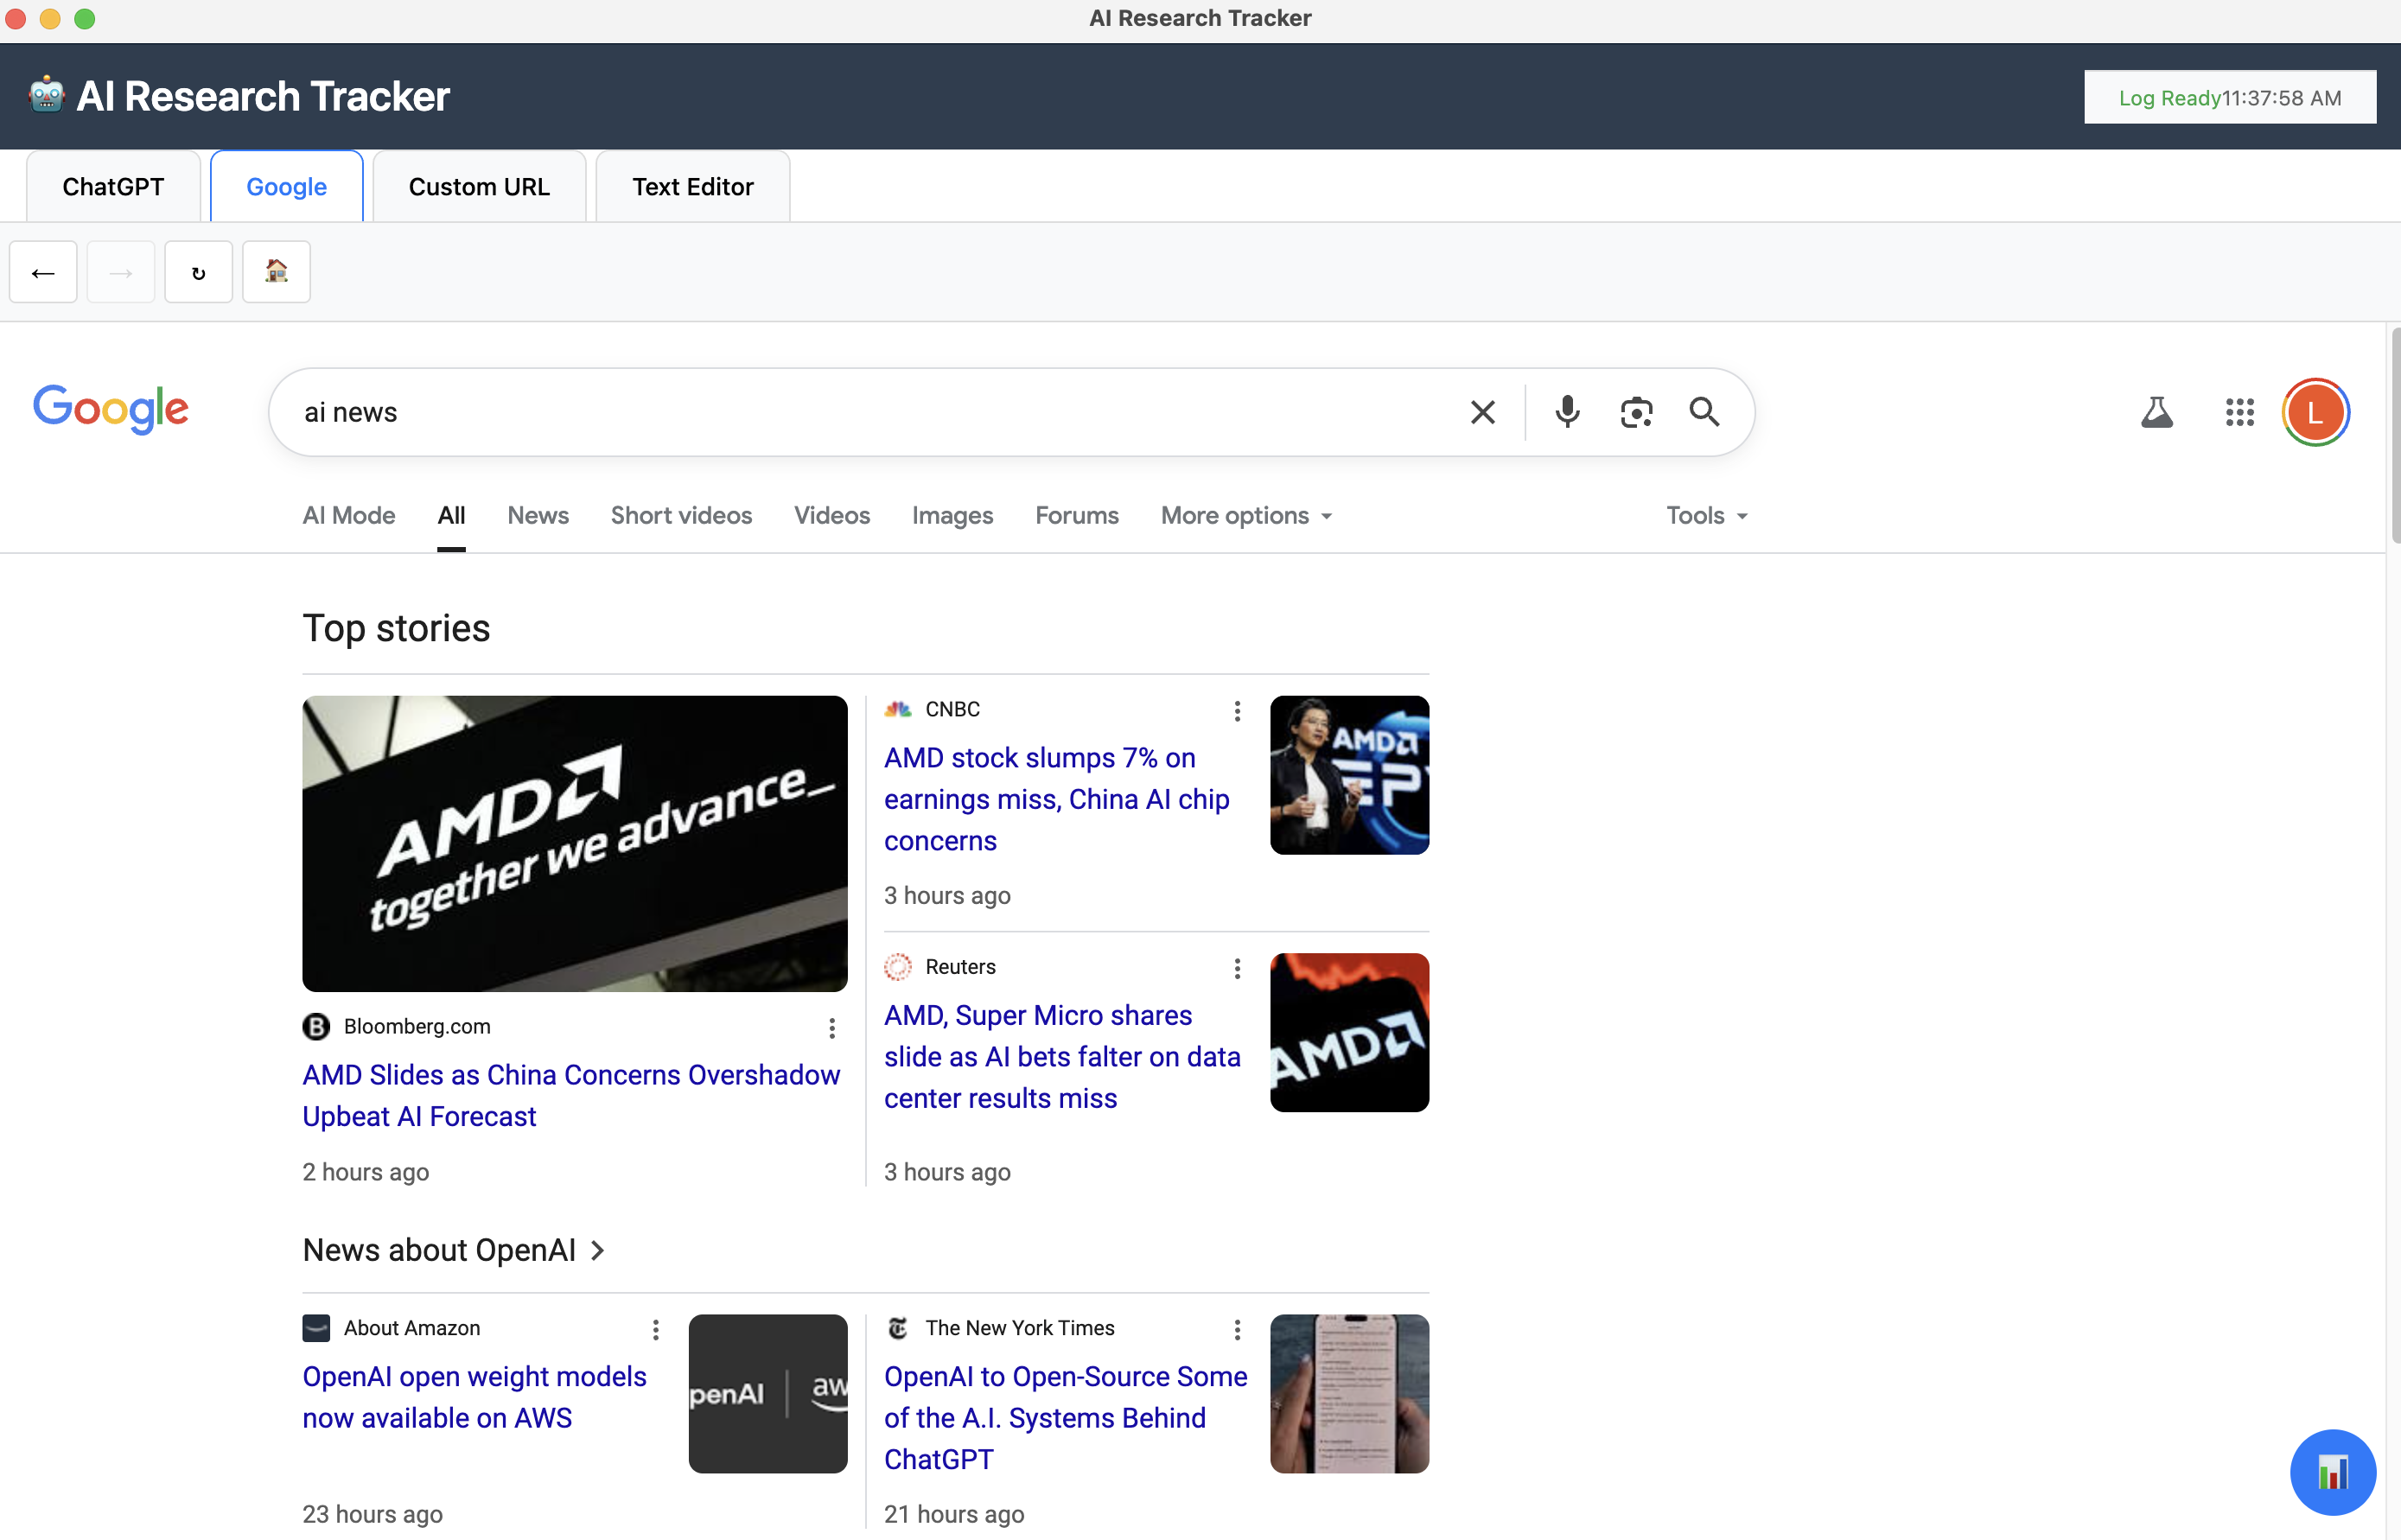 AI Research Tracker
AI Research Tracker
Log Ready11:37:58 AM
ChatGPT
Google
Custom URL
Text Editor
Google
ai news
L
AI Mode
All
News
Short videos
Videos
Images
Forums
More options
Tools
Top stories
AMD
together we advance_
Bloomberg.com
AMD Slides as China Concerns Overshadow
Upbeat AI Forecast
2 hours ago
CNBC
AMD stock slumps 7% on
earnings miss, China AI chip
concerns
3 hours ago
AMD
EP
Reuters
AMD, Super Micro shares
slide as AI bets falter on data
center results miss
3 hours ago
AMD
News about OpenAI
About Amazon
OpenAI open weight models
now available on AWS
23 hours ago
penAI | aw
The New York Times
OpenAI to Open-Source Some
of the A.I. Systems Behind
ChatGPT
21 hours ago